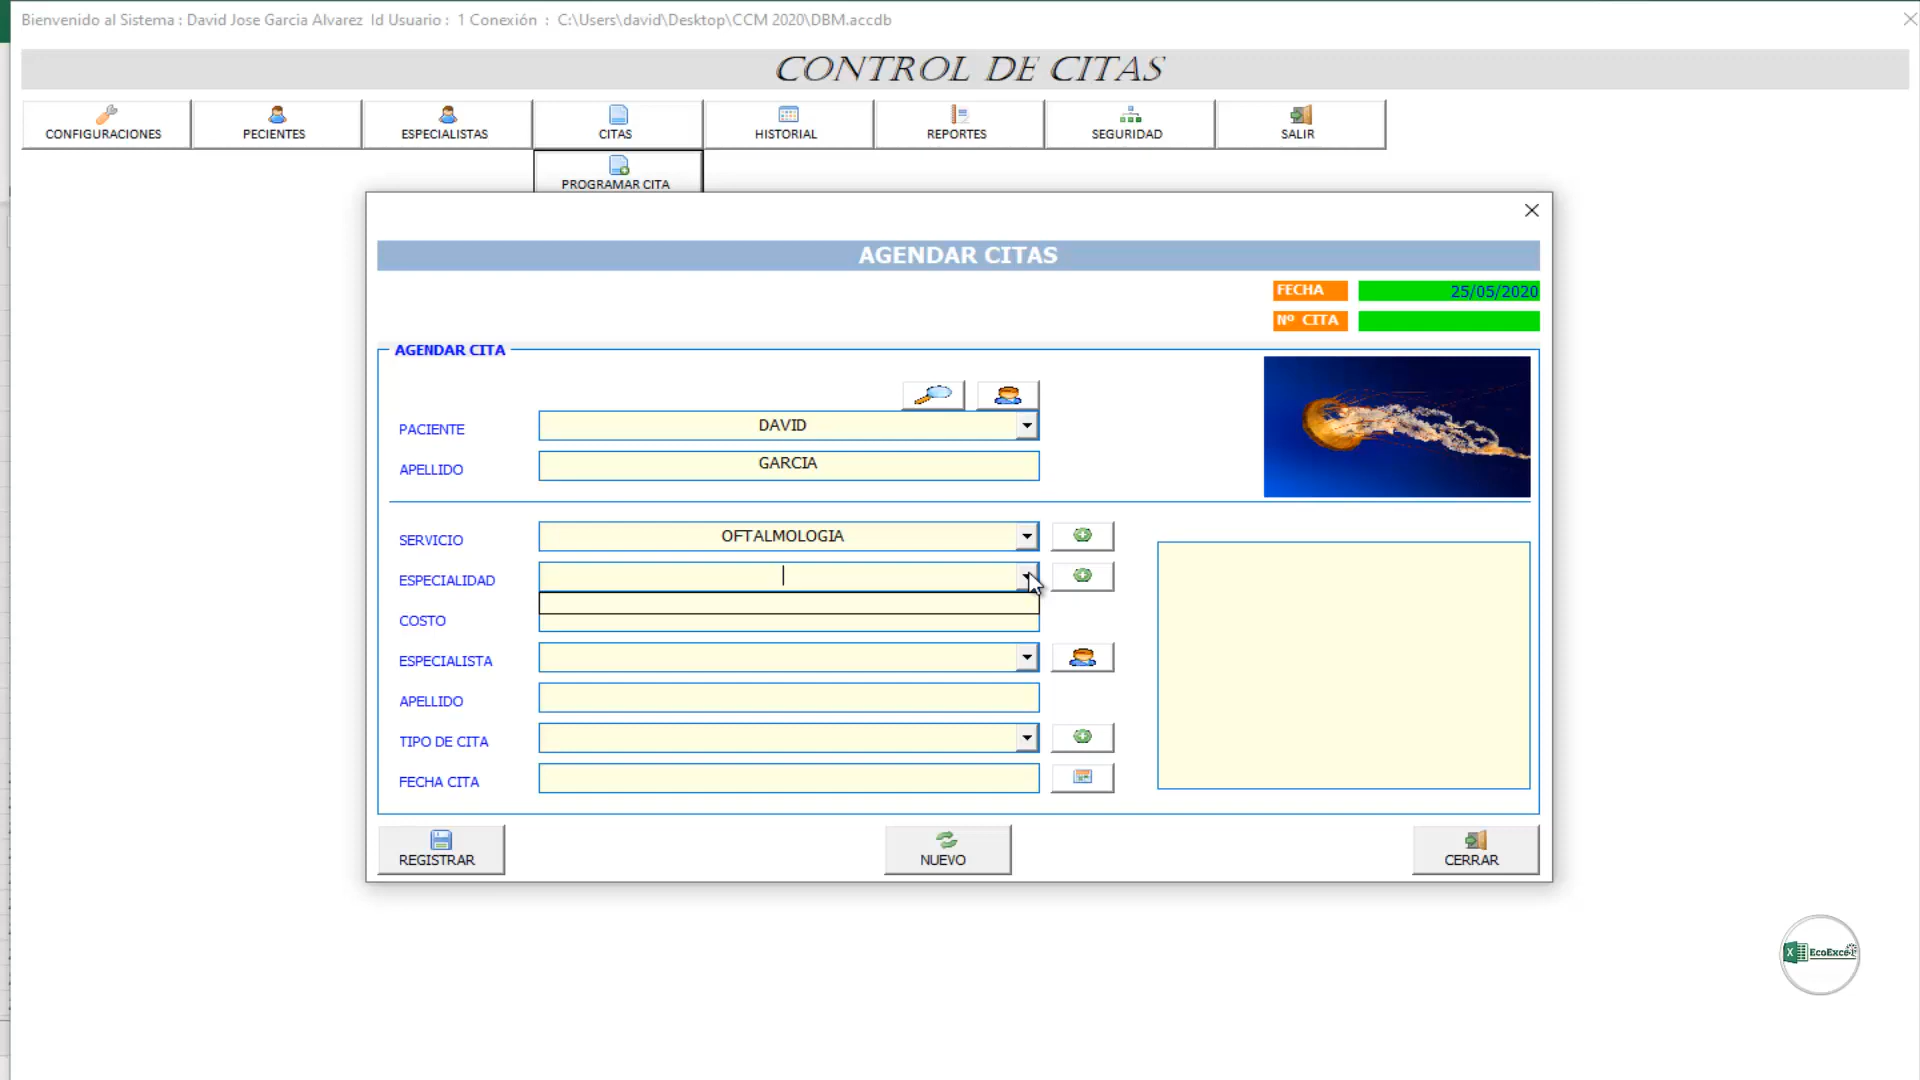 Bienvenido al Sistema : David Jose Garcia Alvarez  Id Usuario :  1 Conexión  :  C:\Users\david\Desktop\CCM 2020\DBM.accdb
CONTROL DE CITAS
CONFIGURACIONES
PECIENTES
ESPECIALISTAS
CITAS
HISTORIAL
REPORTES
SEGURIDAD
SALIR
PROGRAMAR CITA
AGENDAR CITAS
FECHA 25/05/2020
Nº CITA
AGENDAR CITA
PACIENTE DAVID
APELLIDO GARCIA
SERVICIO OFTALMOLOGIA
ESPECIALIDAD
COSTO
ESPECIALISTA
APELLIDO
TIPO DE CITA
FECHA CITA
REGISTRAR
NUEVO
CERRAR
EcoExcel